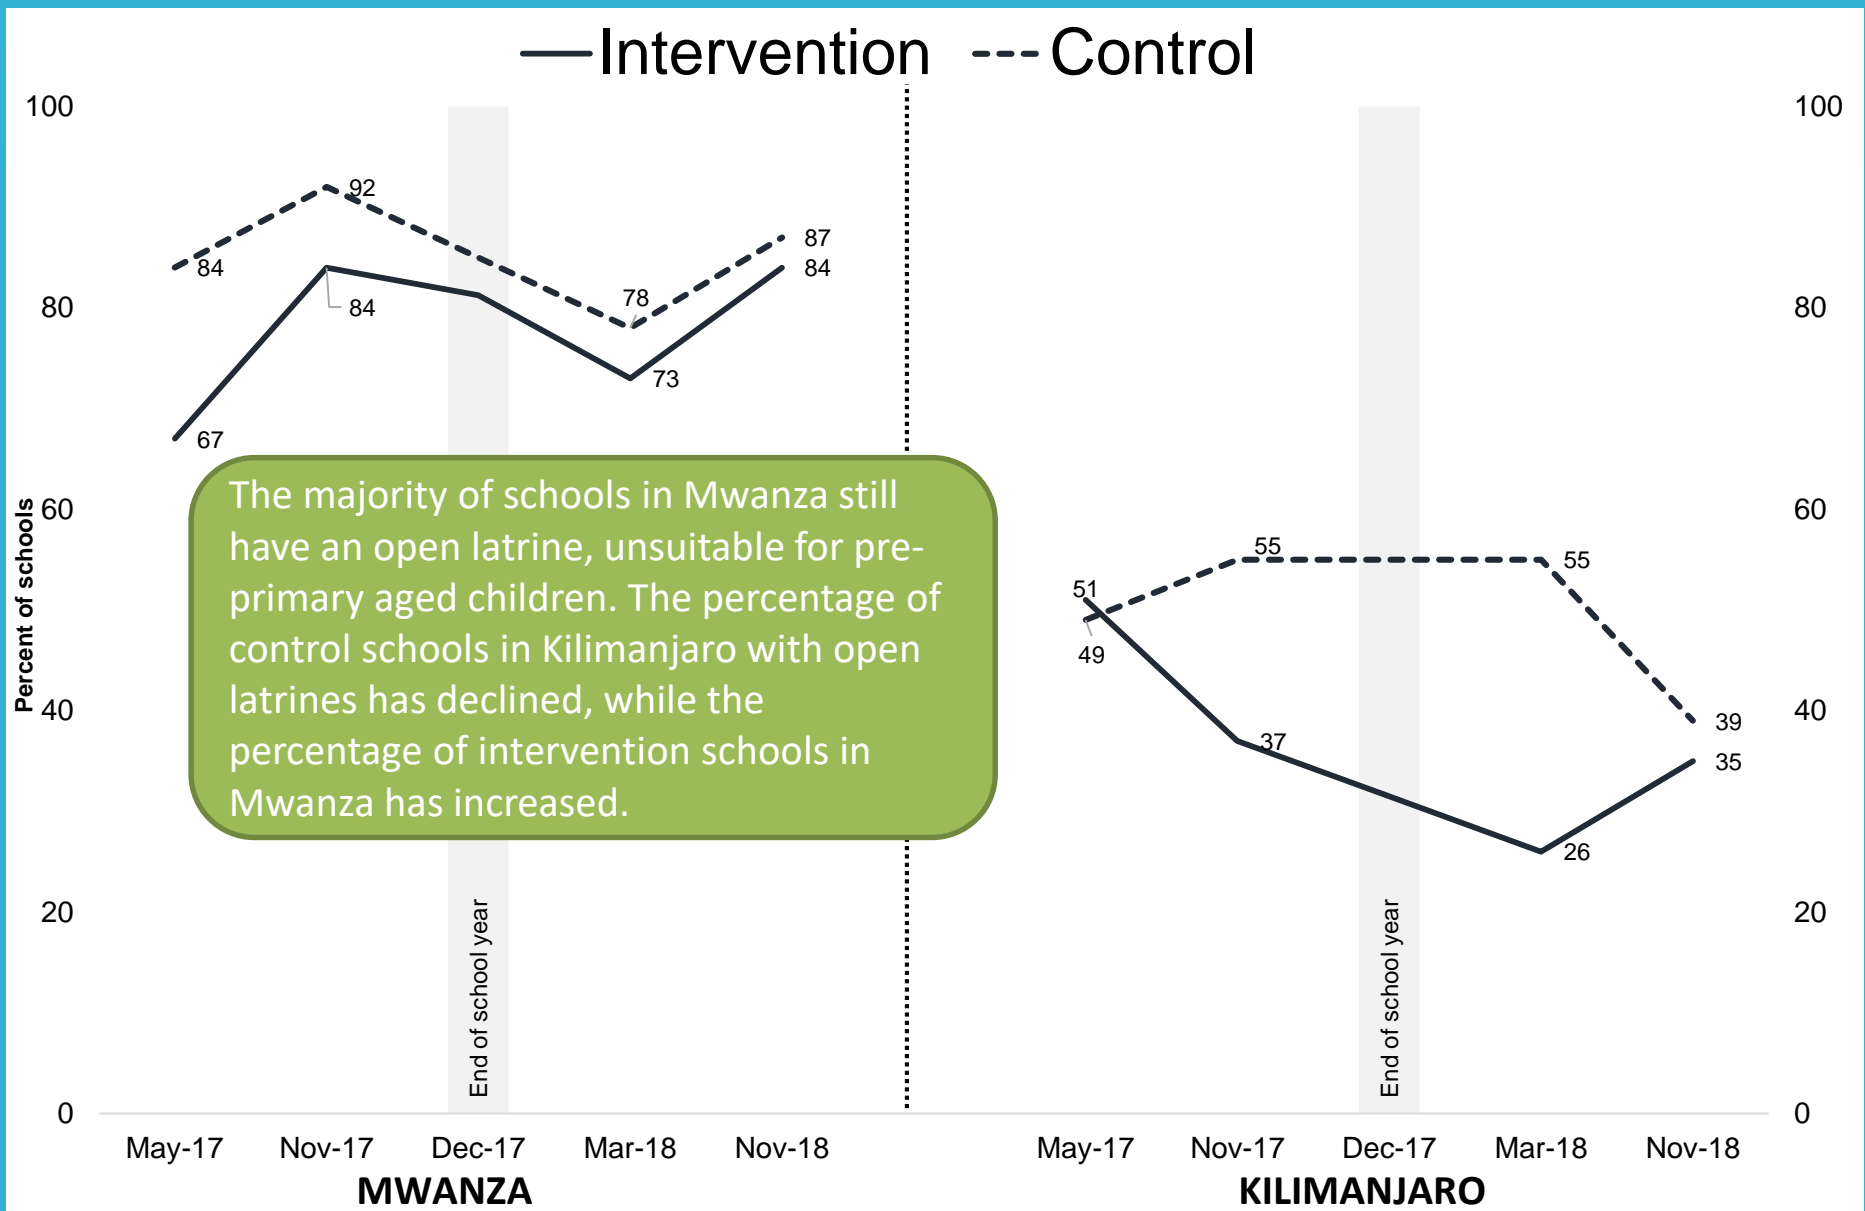 Intervention Control
100
80
60
40
20
0
Percent of schools
100
80
60
40
20
0
84
92
78
87
67
84
73
84
49
55
55
39
51
37
26
35
The majority of schools in Mwanza still
have an open latrine, unsuitable for pre-
primary aged children. The percentage of
control schools in Kilimanjaro with open
latrines has declined, while the
percentage of intervention schools in
Mwanza has increased.
End of school year
End of school year
May-17 Nov-17 Dec-17 Mar-18 Nov-18
May-17 Nov-17 Dec-17 Mar-18 Nov-18
MWANZA
KILIMANJARO